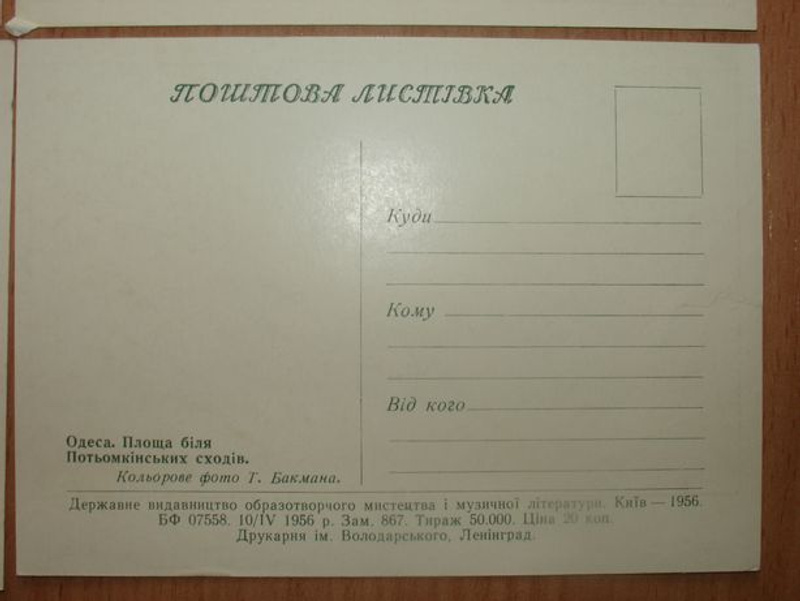 ПОШТОВА ЛИСТІВКА
Куди
Кому
Від кого
Одеса. Площа біля
Потьомкінських сходів.
Кольорове фото Т. Бакмана.
Державне видавництво образотворчого мистецтва і музичної літератури. Київ — 1956.
БФ 07558. 10/IV 1956 р. Зам. 867. Тираж 50.000. Ціна 20 коп.
Друкарня ім. Володарського, Ленінград.